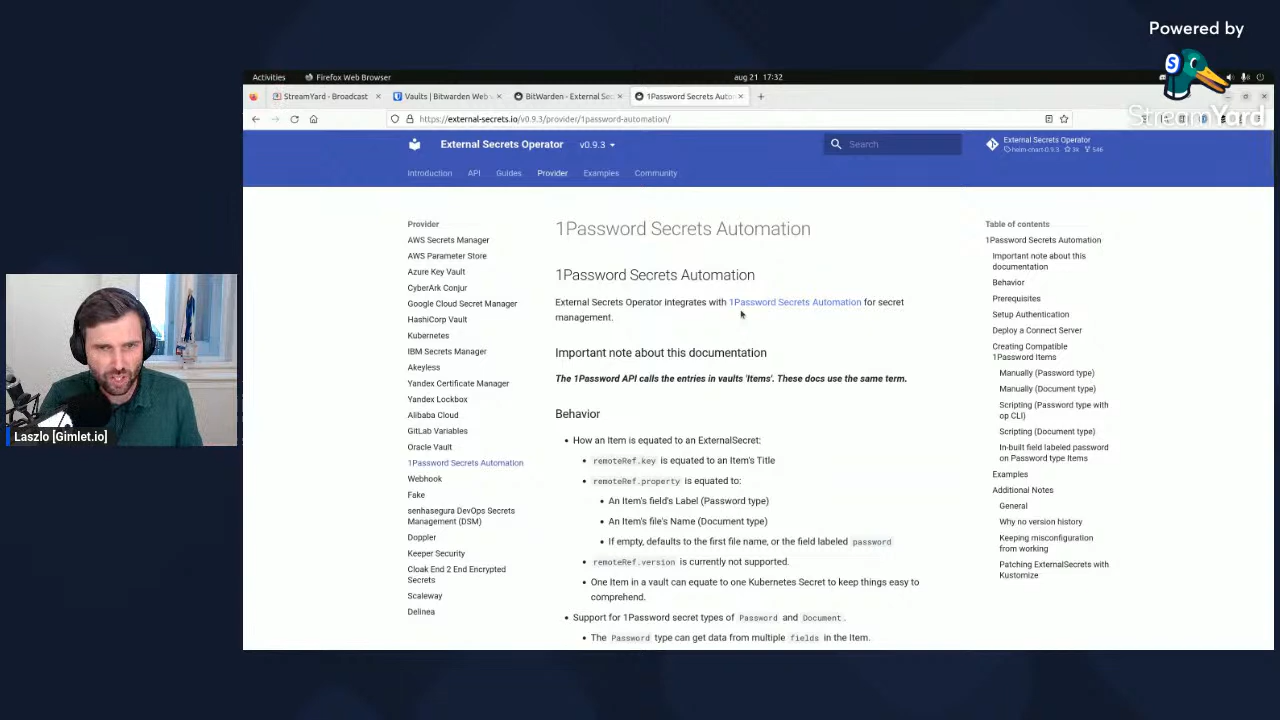 Powered by
StreamYard
Activities
Firefox Web Browser
aug 21 17:32
StreamYard - Broadcast
Vaults | Bitwarden Web
BitWarden - External Sec
1Password Secrets Auto
https://external-secrets.io/v0.9.3/provider/1password-automation/
External Secrets Operator
v0.9.3
Search
External Secrets Operator
helm-chart-0.9.3 3k 546
Introduction
API
Guides
Provider
Examples
Community
Provider
AWS Secrets Manager
AWS Parameter Store
Azure Key Vault
CyberArk Conjur
Google Cloud Secret Manager
HashiCorp Vault
Kubernetes
IBM Secrets Manager
Akeyless
Yandex Certificate Manager
Yandex Lockbox
Alibaba Cloud
GitLab Variables
Oracle Vault
1Password Secrets Automation
Webhook
Fake
senhasegura DevOps Secrets
Management (DSM)
Doppler
Keeper Security
Cloak End 2 End Encrypted
Secrets
Scaleway
Delinea
1Password Secrets Automation
1Password Secrets Automation
External Secrets Operator integrates with 1Password Secrets Automation for secret
management.
Important note about this documentation
The 1Password API calls the entries in vaults 'Items'. These docs use the same term.
Behavior
How an Item is equated to an ExternalSecret:
remoteRef.key is equated to an Item's Title
remoteRef.property is equated to:
An Item's field's Label (Password type)
An Item's file's Name (Document type)
If empty, defaults to the first file name, or the field labeled password
remoteRef.version is currently not supported.
One Item in a vault can equate to one Kubernetes Secret to keep things easy to
comprehend.
Support for 1Password secret types of Password and Document.
The Password type can get data from multiple fields in the Item.
Table of contents
1Password Secrets Automation
Important note about this
documentation
Behavior
Prerequisites
Setup Authentication
Deploy a Connect Server
Creating Compatible
1Password Items
Manually (Password type)
Manually (Document type)
Scripting (Password type with
op CLI)
Scripting (Document type)
In-built field labeled password
on Password type Items
Examples
Additional Notes
General
Why no version history
Keeping misconfiguration
from working
Patching ExternalSecrets with
Kustomize
Laszlo [Gimlet.io]